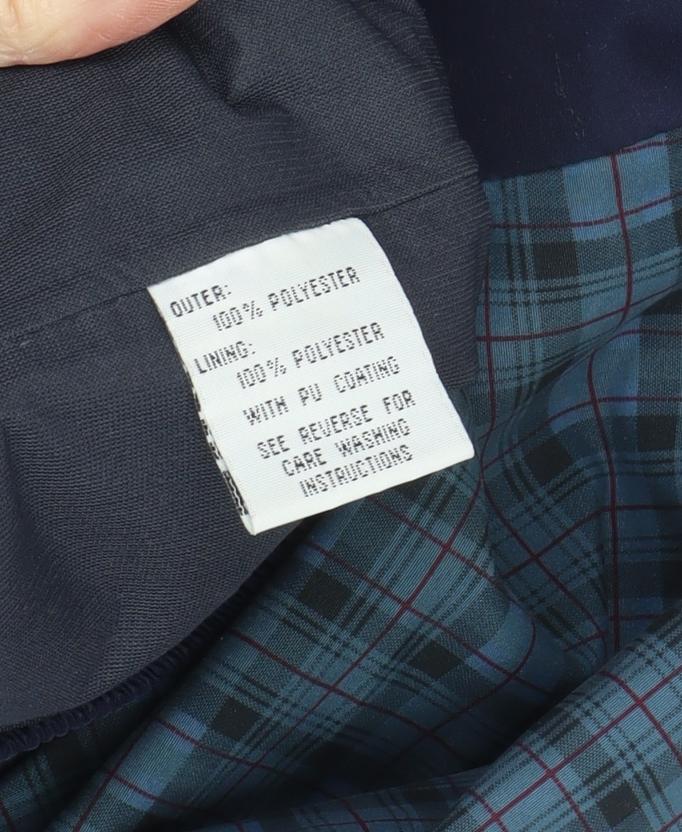 OUTER:
100% POLYESTER
LINING:
100% POLYESTER
WITH PU COATING
SEE REVERSE FOR
CARE WASHING
INSTRUCTIONS